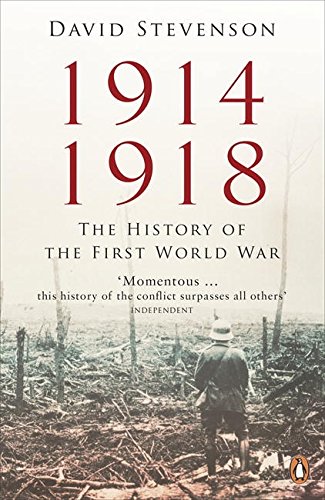 DAVID STEVENSON
1914
1918
THE HISTORY OF
THE FIRST WORLD WAR
‘Momentous ...
this history of the conflict surpasses all others’
INDEPENDENT